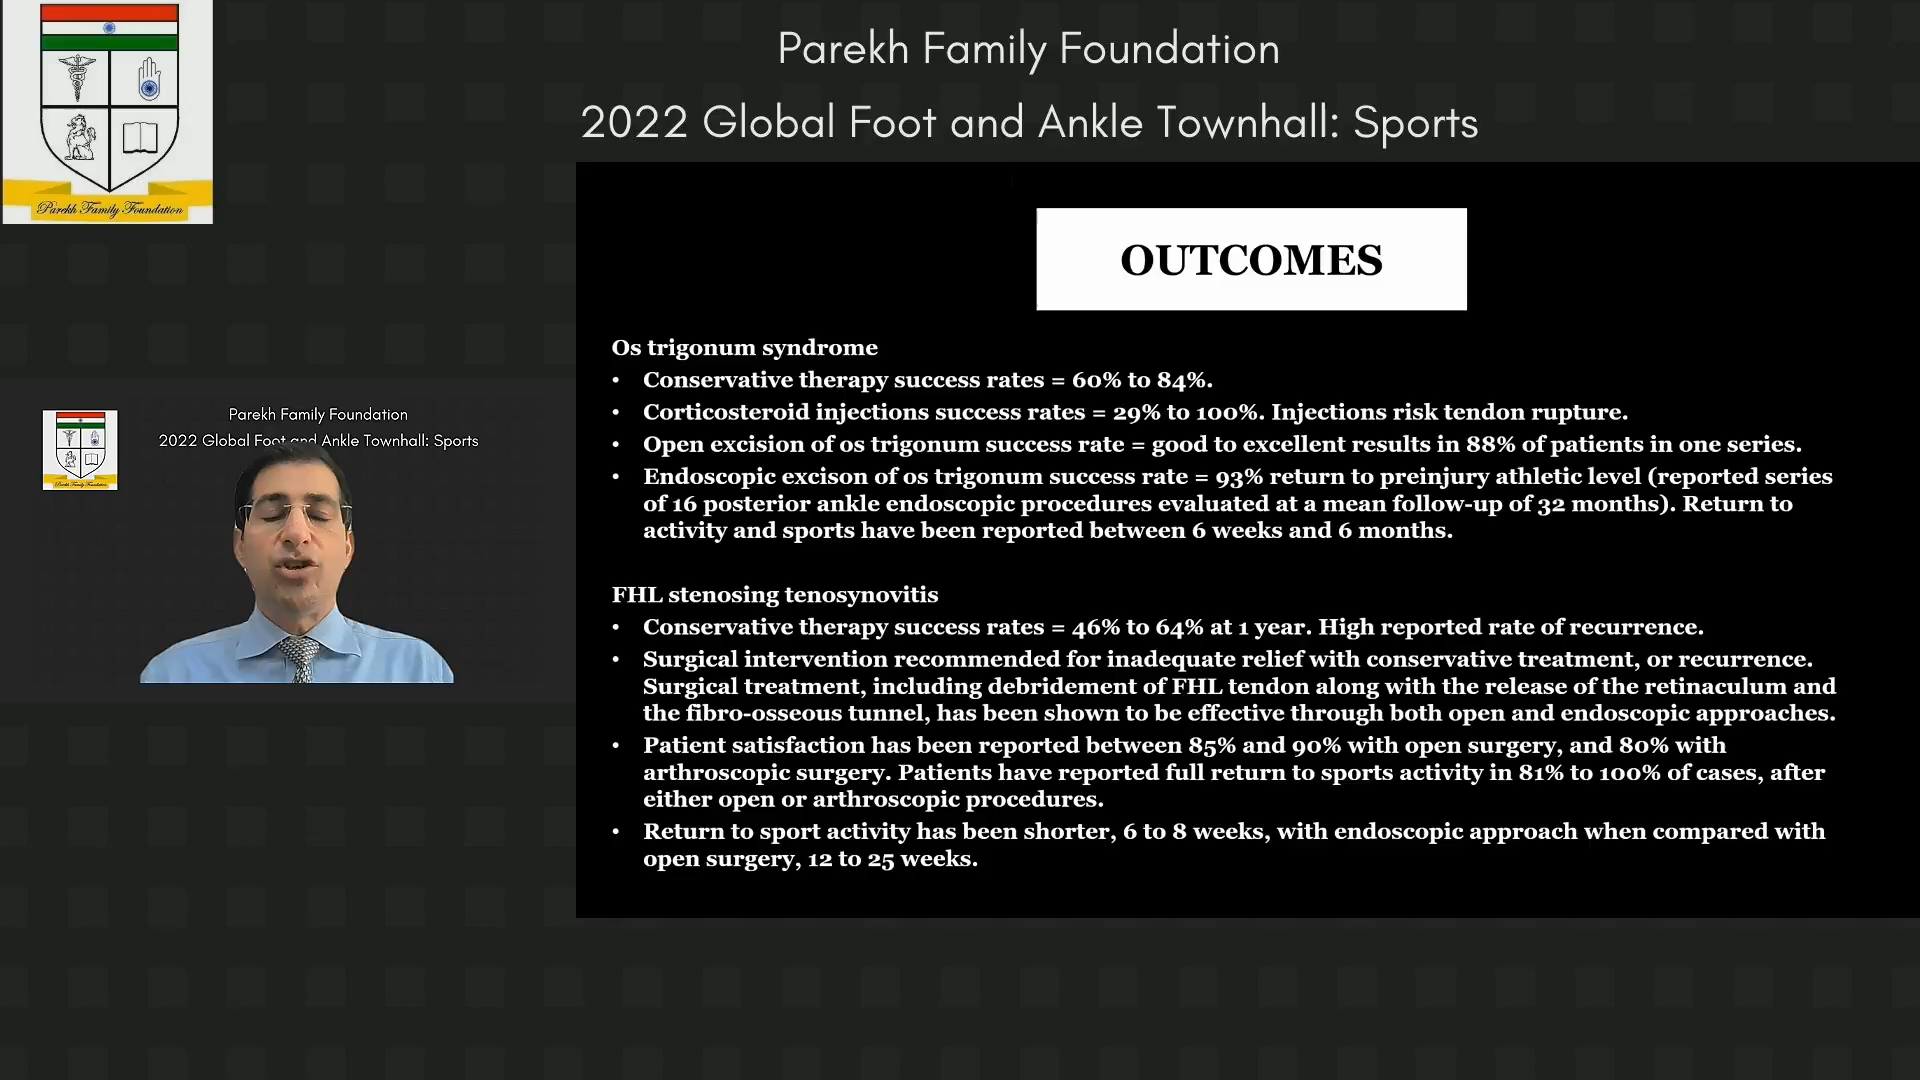 Parekh Family Foundation
2022 Global Foot and Ankle Townhall: Sports
Parekh Family Foundation
OUTCOMES
Os trigonum syndrome
• Conservative therapy success rates = 60% to 84%.
• Corticosteroid injections success rates = 29% to 100%. Injections risk tendon rupture.
• Open excision of os trigonum success rate = good to excellent results in 88% of patients in one series.
• Endoscopic excison of os trigonum success rate = 93% return to preinjury athletic level (reported series
of 16 posterior ankle endoscopic procedures evaluated at a mean follow-up of 32 months). Return to
activity and sports have been reported between 6 weeks and 6 months.
FHL stenosing tenosynovitis
• Conservative therapy success rates = 46% to 64% at 1 year. High reported rate of recurrence.
• Surgical intervention recommended for inadequate relief with conservative treatment, or recurrence.
Surgical treatment, including debridement of FHL tendon along with the release of the retinaculum and
the fibro-osseous tunnel, has been shown to be effective through both open and endoscopic approaches.
• Patient satisfaction has been reported between 85% and 90% with open surgery, and 80% with
arthroscopic surgery. Patients have reported full return to sports activity in 81% to 100% of cases, after
either open or arthroscopic procedures.
• Return to sport activity has been shorter, 6 to 8 weeks, with endoscopic approach when compared with
open surgery, 12 to 25 weeks.
Parekh Family Foundation
2022 Global Foot and Ankle Townhall: Sports